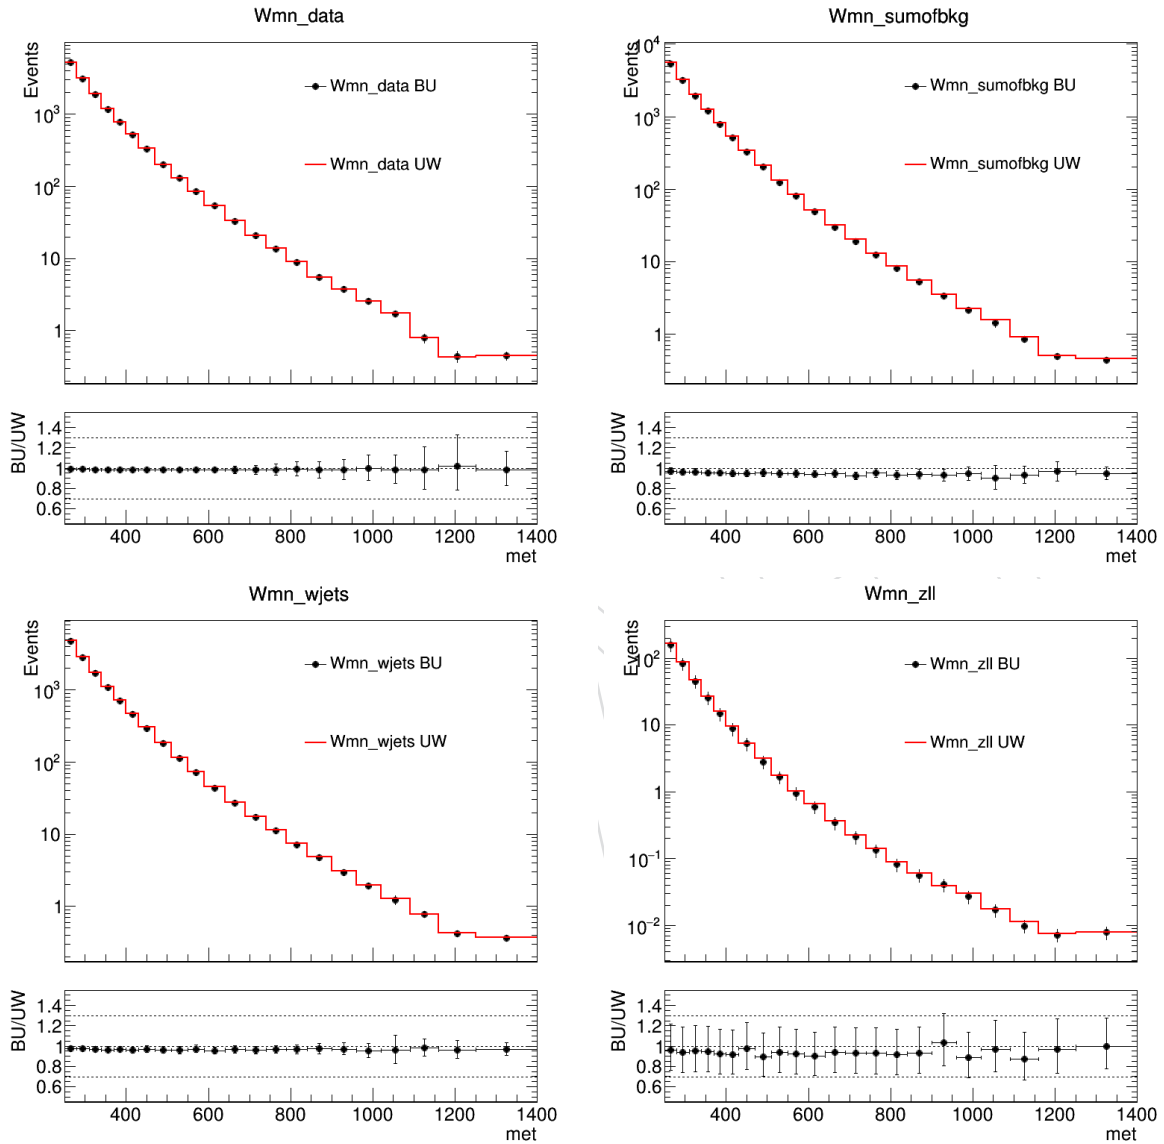 Wmn_data
Events
Wmn_data BU
Wmn_data UW
10³
10²
10
1
BU/UW
1.4
1.2
1
0.8
0.6
400 600 800 1000 1200 1400
met
Wmn_sumofbkg
Events
Wmn_sumofbkg BU
Wmn_sumofbkg UW
10⁴
10³
10²
10
1
BU/UW
1.4
1.2
1
0.8
0.6
400 600 800 1000 1200 1400
met
Wmn_wjets
Events
Wmn_wjets BU
Wmn_wjets UW
10³
10²
10
1
BU/UW
1.4
1.2
1
0.8
0.6
400 600 800 1000 1200 1400
met
Wmn_zll
Events
Wmn_zll BU
Wmn_zll UW
10²
10
1
10⁻¹
10⁻²
BU/UW
1.4
1.2
1
0.8
0.6
400 600 800 1000 1200 1400
met